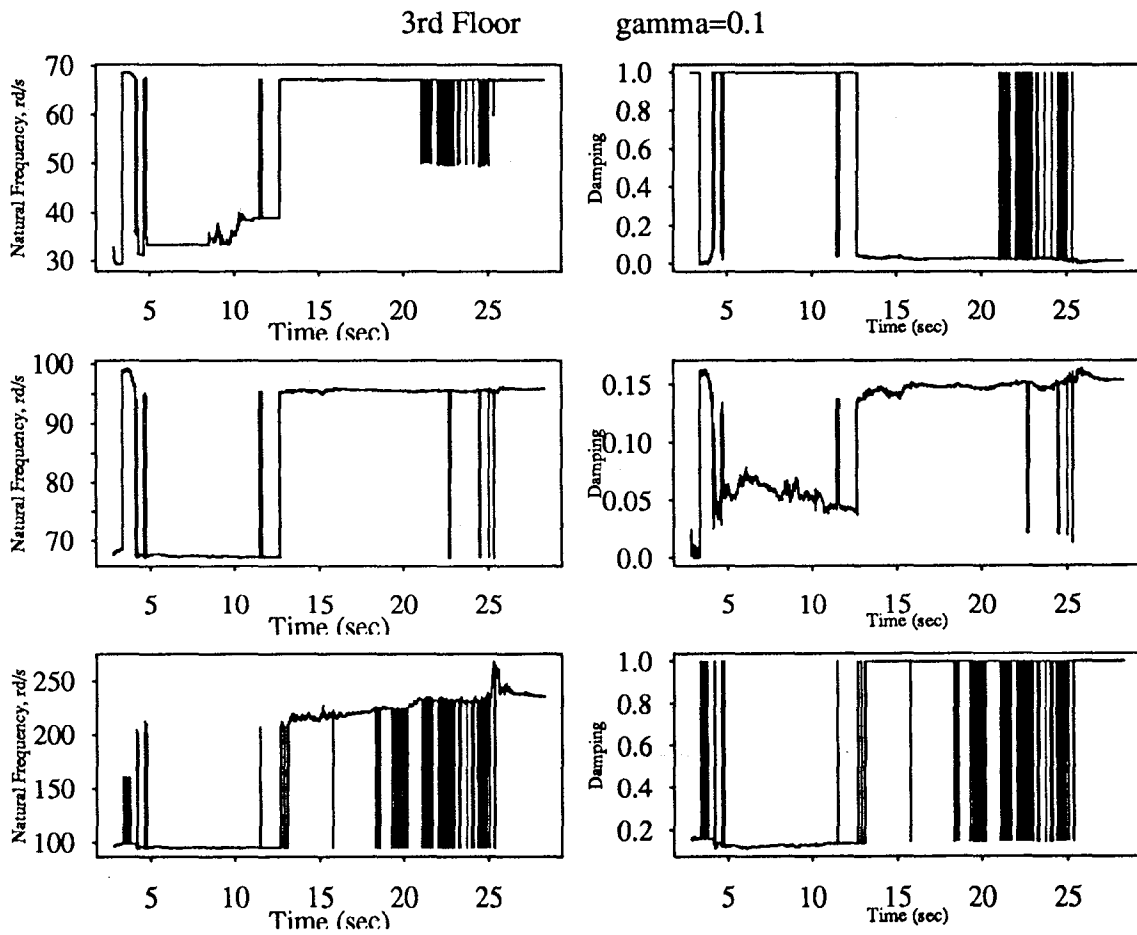 3rd Floor gamma=0.1
Natural Frequency, rd/s
70
60
50
40
30
5 10 15 20 25
Time (sec)
Damping
1.0
0.8
0.6
0.4
0.2
0.0
5 10 15 20 25
Time (sec)
Natural Frequency, rd/s
100
90
80
70
5 10 15 20 25
Time (sec)
Damping
0.15
0.10
0.05
0.0
5 10 15 20 25
Time (sec)
Natural Frequency, rd/s
250
200
150
100
5 10 15 20 25
Time (sec)
Damping
1.0
0.8
0.6
0.4
0.2
5 10 15 20 25
Time (sec)